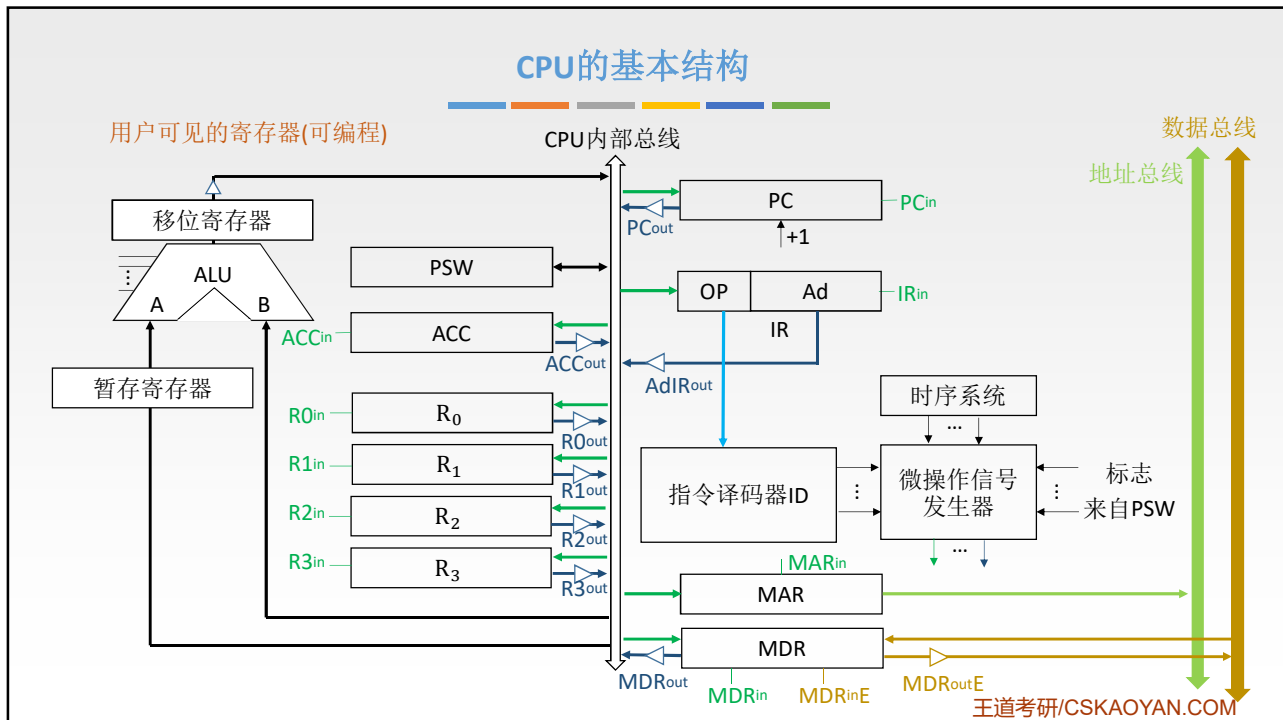 CPU的基本结构
用户可见的寄存器(可编程)
CPU内部总线
数据总线
地址总线
移位寄存器
PC
PCin
PCout
+1
⋮
ALU
A
B
PSW
OP
Ad
IRin
IR
ACCin
ACC
ACCout
AdIRout
暂存寄存器
时序系统
...
R0in
R0
R0out
R1in
R1
R1out
指令译码器ID
⋮
微操作信号
发生器
⋮
标志
来自PSW
R2in
R2
R2out
...
R3in
R3
R3out
MARin
MAR
MDR
MDRout
MDRin
MDRinE
MDRoutE
王道考研/CSKAOYAN.COM